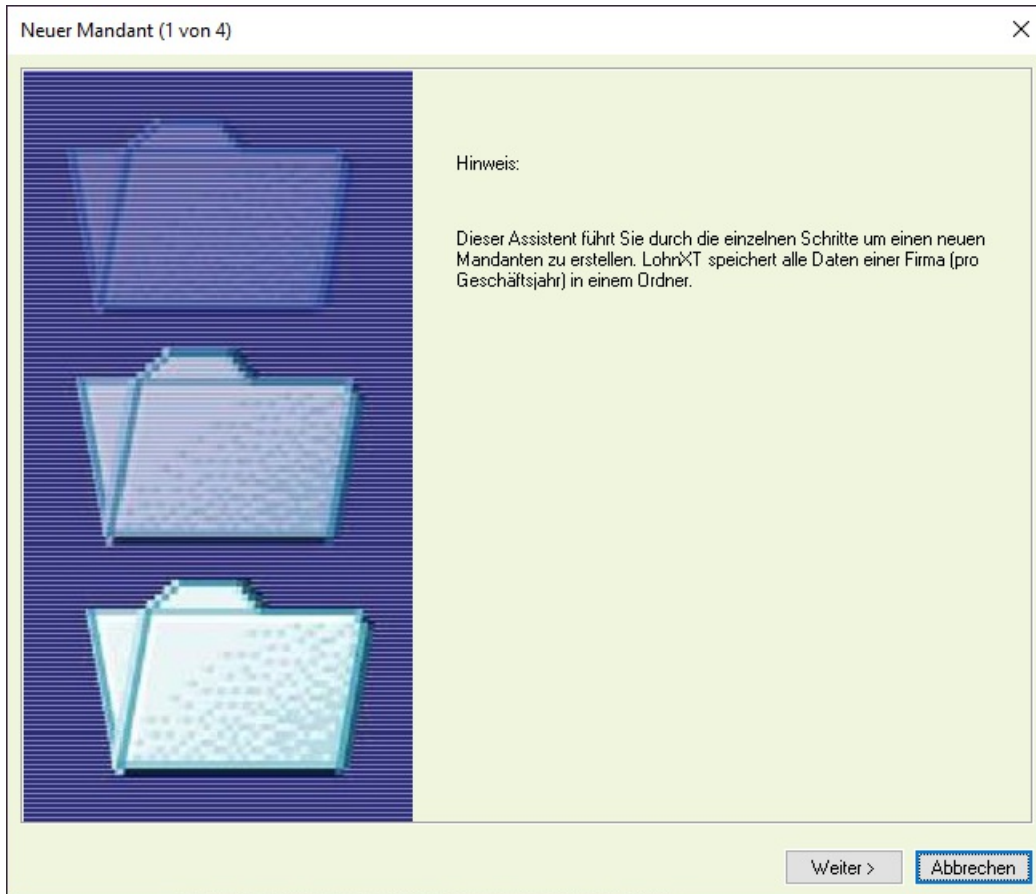 Neuer Mandant (1 von 4)
Hinweis:
Dieser Assistent führt Sie durch die einzelnen Schritte um einen neuen
Mandanten zu erstellen. LohnXT speichert alle Daten einer Firma (pro
Geschäftsjahr) in einem Ordner.
Weiter >
Abbrechen